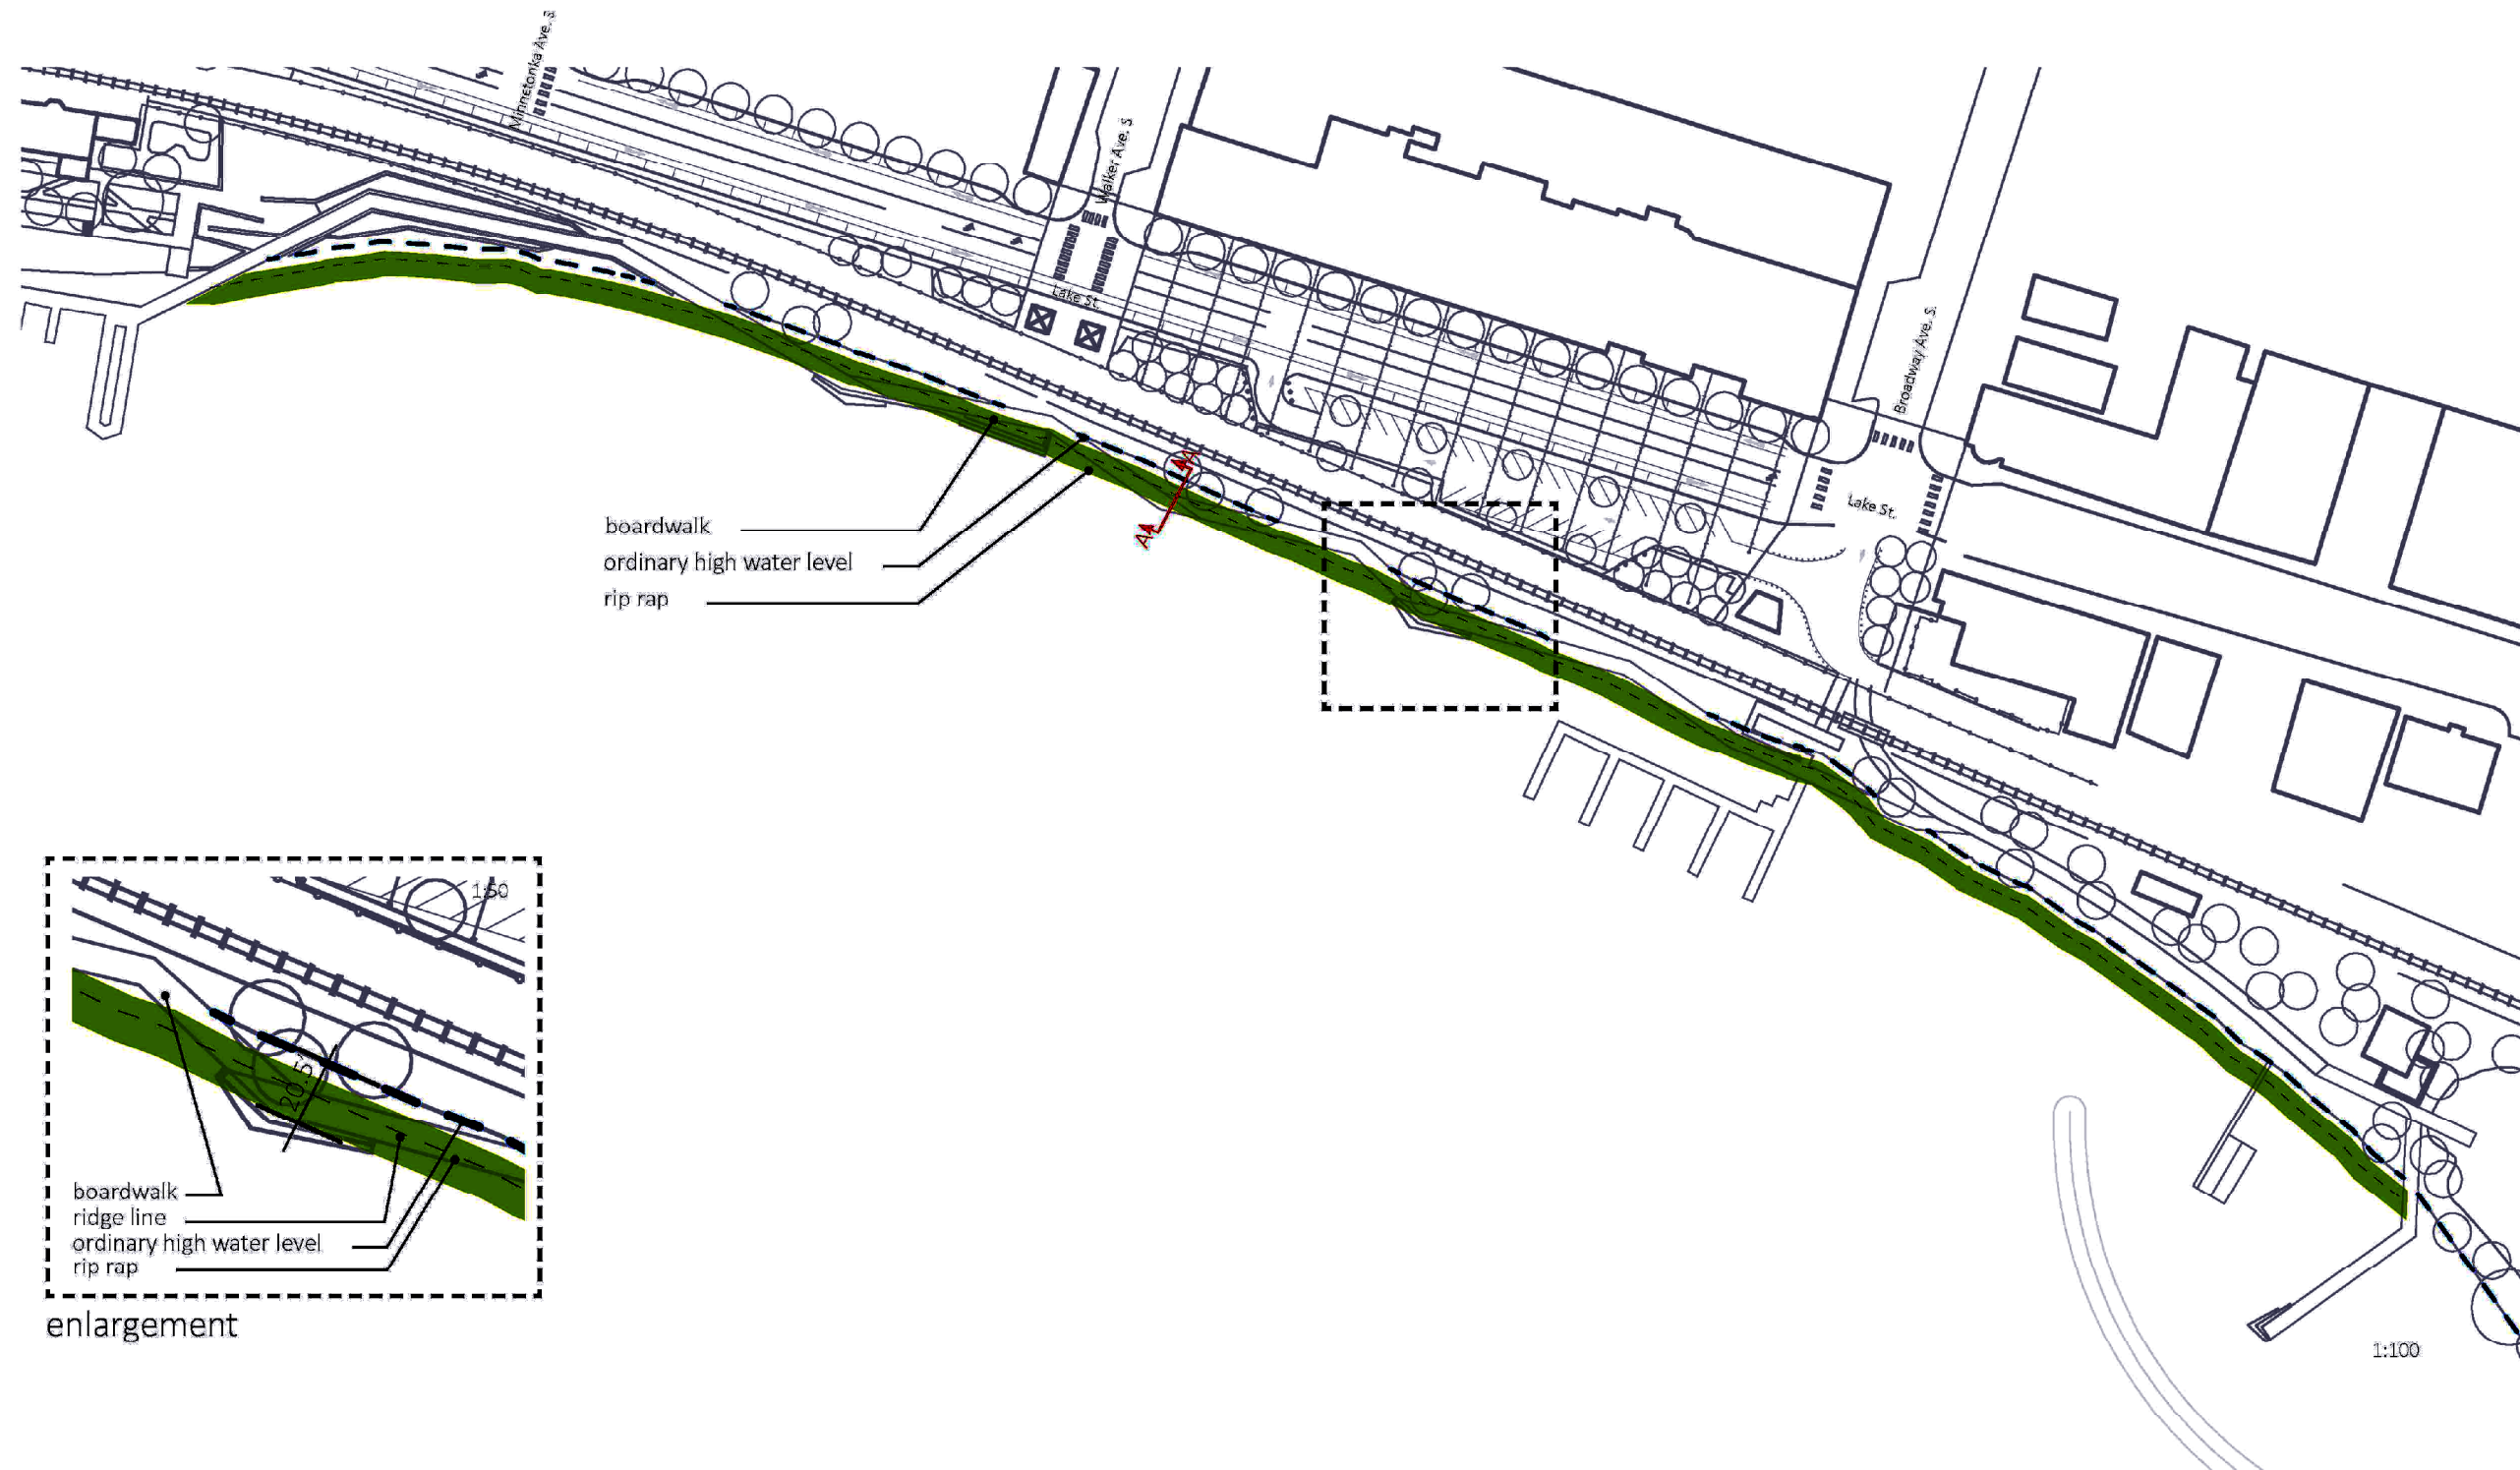 Minnetonka Ave. S
Walker Ave. S
Lake St.
Broadway Ave. S.
Lake St.
A
A
boardwalk
ordinary high water level
rip rap
1:50
20.5'
boardwalk
ridge line
ordinary high water level
rip rap
enlargement
1:100